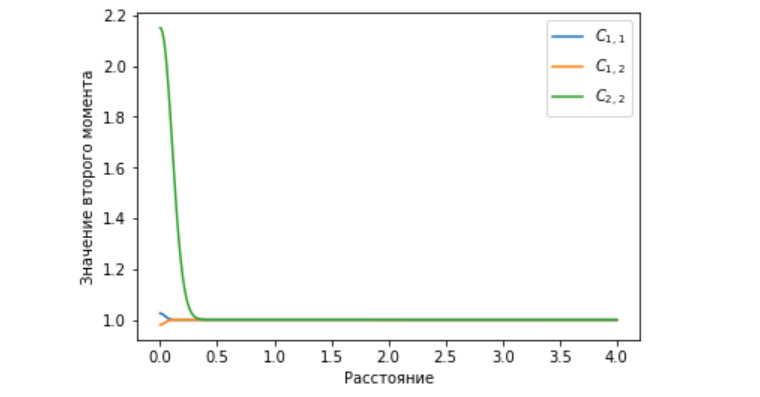 2.2
2.0
1.8
1.6
1.4
1.2
1.0
Значение второго момента
C1, 1
C1, 2
C2, 2
0.0 0.5 1.0 1.5 2.0 2.5 3.0 3.5 4.0
Расстояние